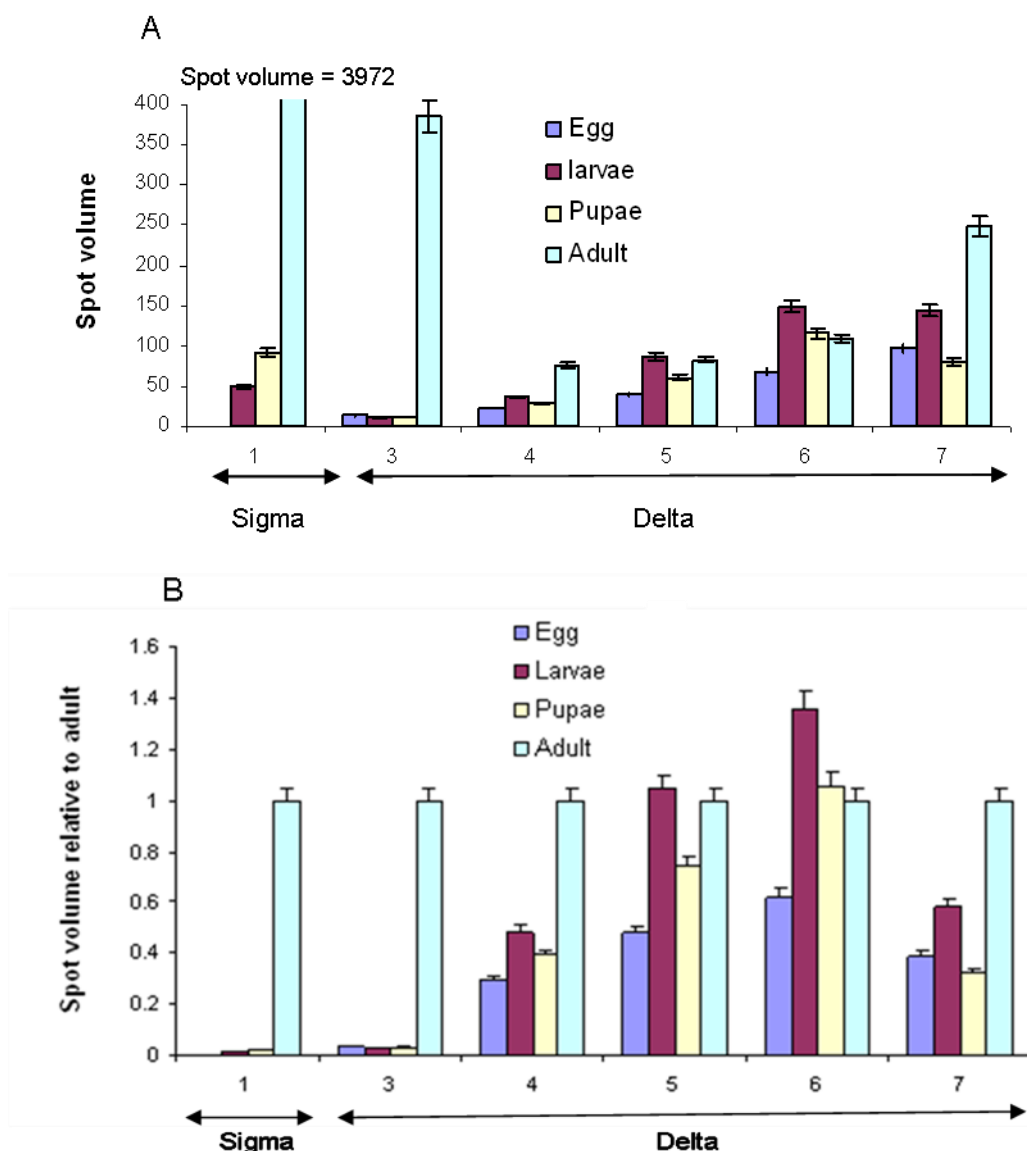 A
Spot volume = 3972
400
350
300
250
200
150
100
50
0
Spot volume
Egg
larvae
Pupae
Adult
1 3 4 5 6 7
Sigma Delta
B
1.6
1.4
1.2
1
0.8
0.6
0.4
0.2
0
Spot volume relative to adult
Egg
Larvae
Pupae
Adult
1 3 4 5 6 7
Sigma Delta